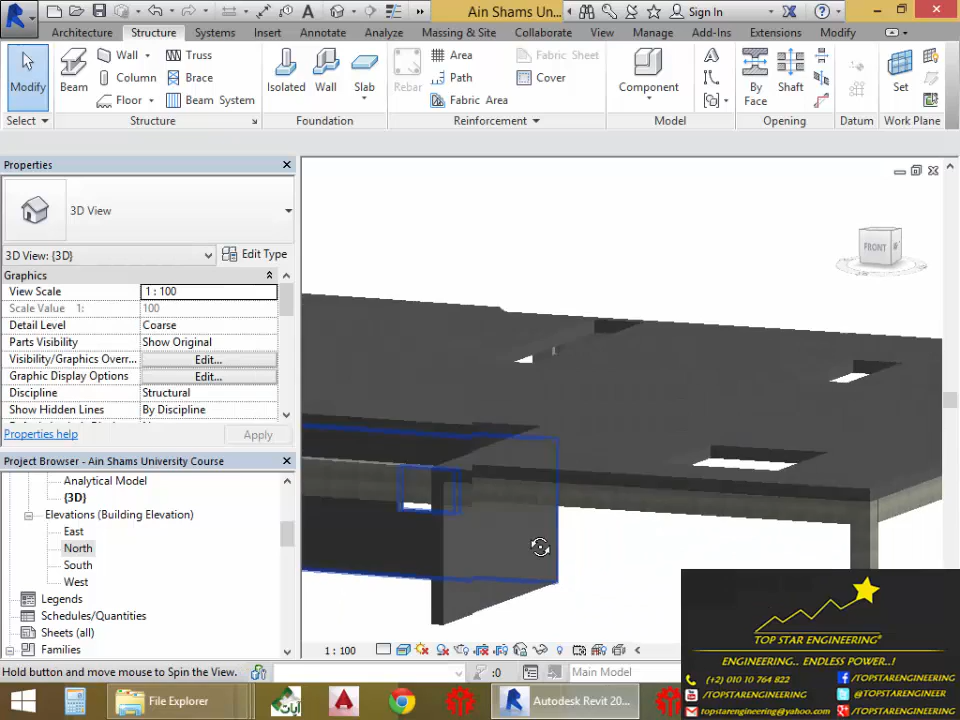 Ain Shams Un...
Sign In
Architecture Structure Systems Insert Annotate Analyze Massing & Site Collaborate View Manage Add-Ins Extensions Modify
Modify
Select
Beam
Wall
Column
Floor
Truss
Brace
Beam System
Structure
Isolated
Wall
Slab
Foundation
Rebar
Area
Path
Fabric Area
Fabric Sheet
Cover
Reinforcement
Component
Model
By Face
Shaft
Opening
Datum
Set
Work Plane
Properties
3D View
3D View: {3D}
Edit Type
Graphics
View Scale 1 : 100
Scale Value 1: 100
Detail Level Coarse
Parts Visibility Show Original
Visibility/Graphics Overr... Edit...
Graphic Display Options Edit...
Discipline Structural
Show Hidden Lines By Discipline
Properties help
Apply
Project Browser - Ain Shams University Course
Analytical Model
{3D}
Elevations (Building Elevation)
East
North
South
West
Legends
Schedules/Quantities
Sheets (all)
Families
FRONT
1 : 100
Hold button and move mouse to Spin the View.
:0
Main Model
File Explorer
Autodesk Revit 20...
TOP STAR ENGINEERING®
ENGINEERING.. ENDLESS POWER..!
(+2) 010 10 764 822
/TOPSTARENGINEERING
/TOPSTARENGINEERING
@TOPSTARENGINEER
topstarengineering@yahoo.com
/TOPSTARENGINEERING